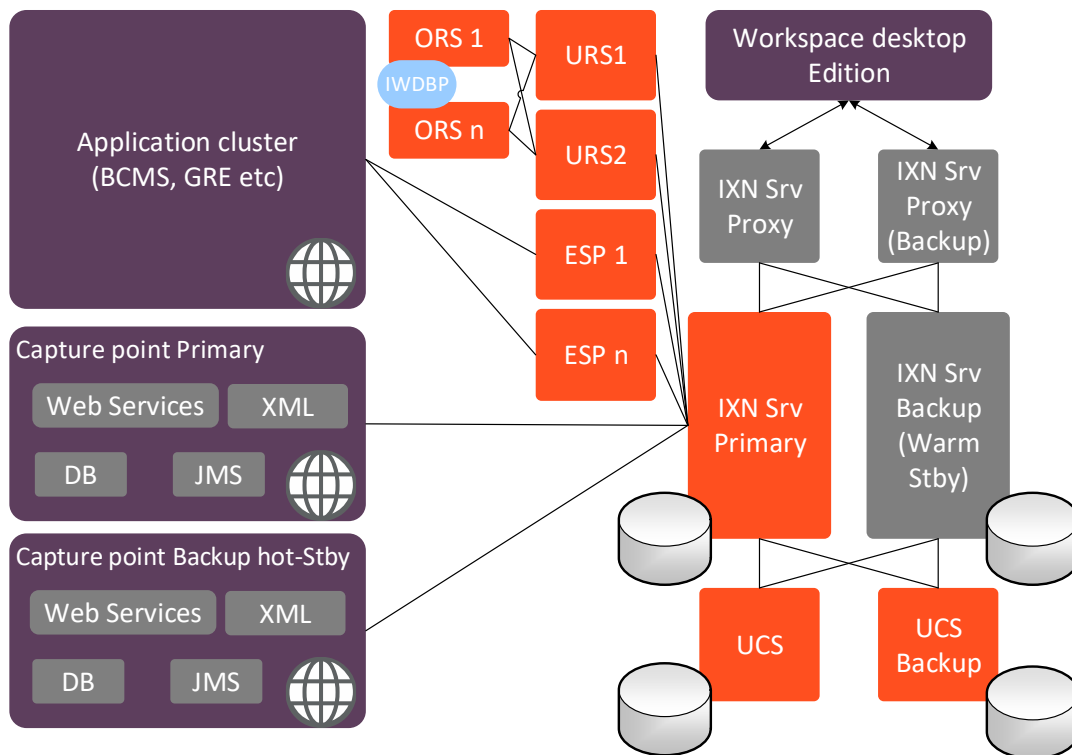 Application cluster
(BCMS, GRE etc)
ORS 1
IWDBP
ORS n
URS1
URS2
ESP 1
ESP n
Workspace desktop
Edition
IXN Srv
Proxy
IXN Srv
Proxy
(Backup)
Capture point Primary
Web Services
XML
DB
JMS
Capture point Backup hot-Stby
Web Services
XML
DB
JMS
IXN Srv
Primary
IXN Srv
Backup
(Warm
Stby)
UCS
UCS
Backup